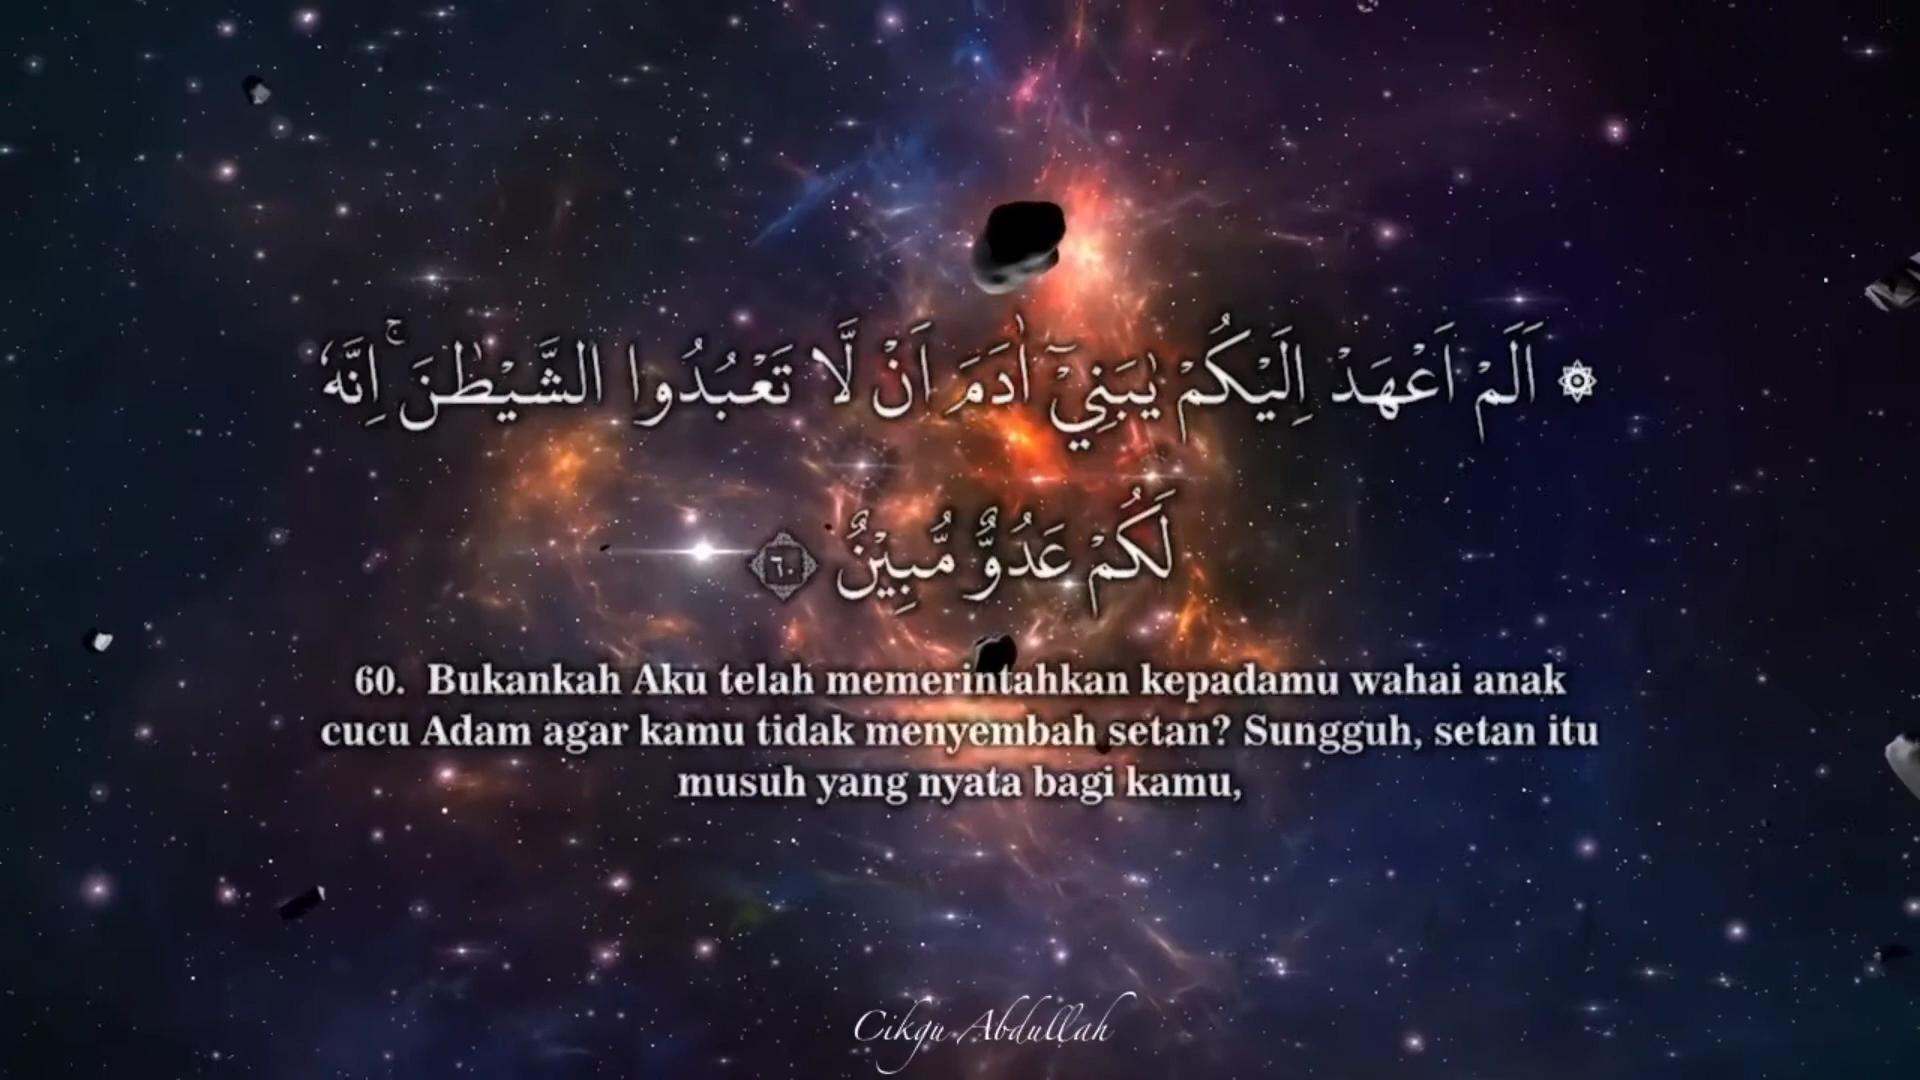 ۞ اَلَمْ اَعْهَدْ اِلَيْكُمْ يٰبَنِيْٓ اٰدَمَ اَنْ لَّا تَعْبُدُوا الشَّيْطٰنَۚ اِنَّهٗ
لَكُمْ عَدُوٌّ مُّبِيْنٌ ٦٠
60. Bukankah Aku telah memerintahkan kepadamu wahai anak
cucu Adam agar kamu tidak menyembah setan? Sungguh, setan itu
musuh yang nyata bagi kamu,
Cikgu Abdullah